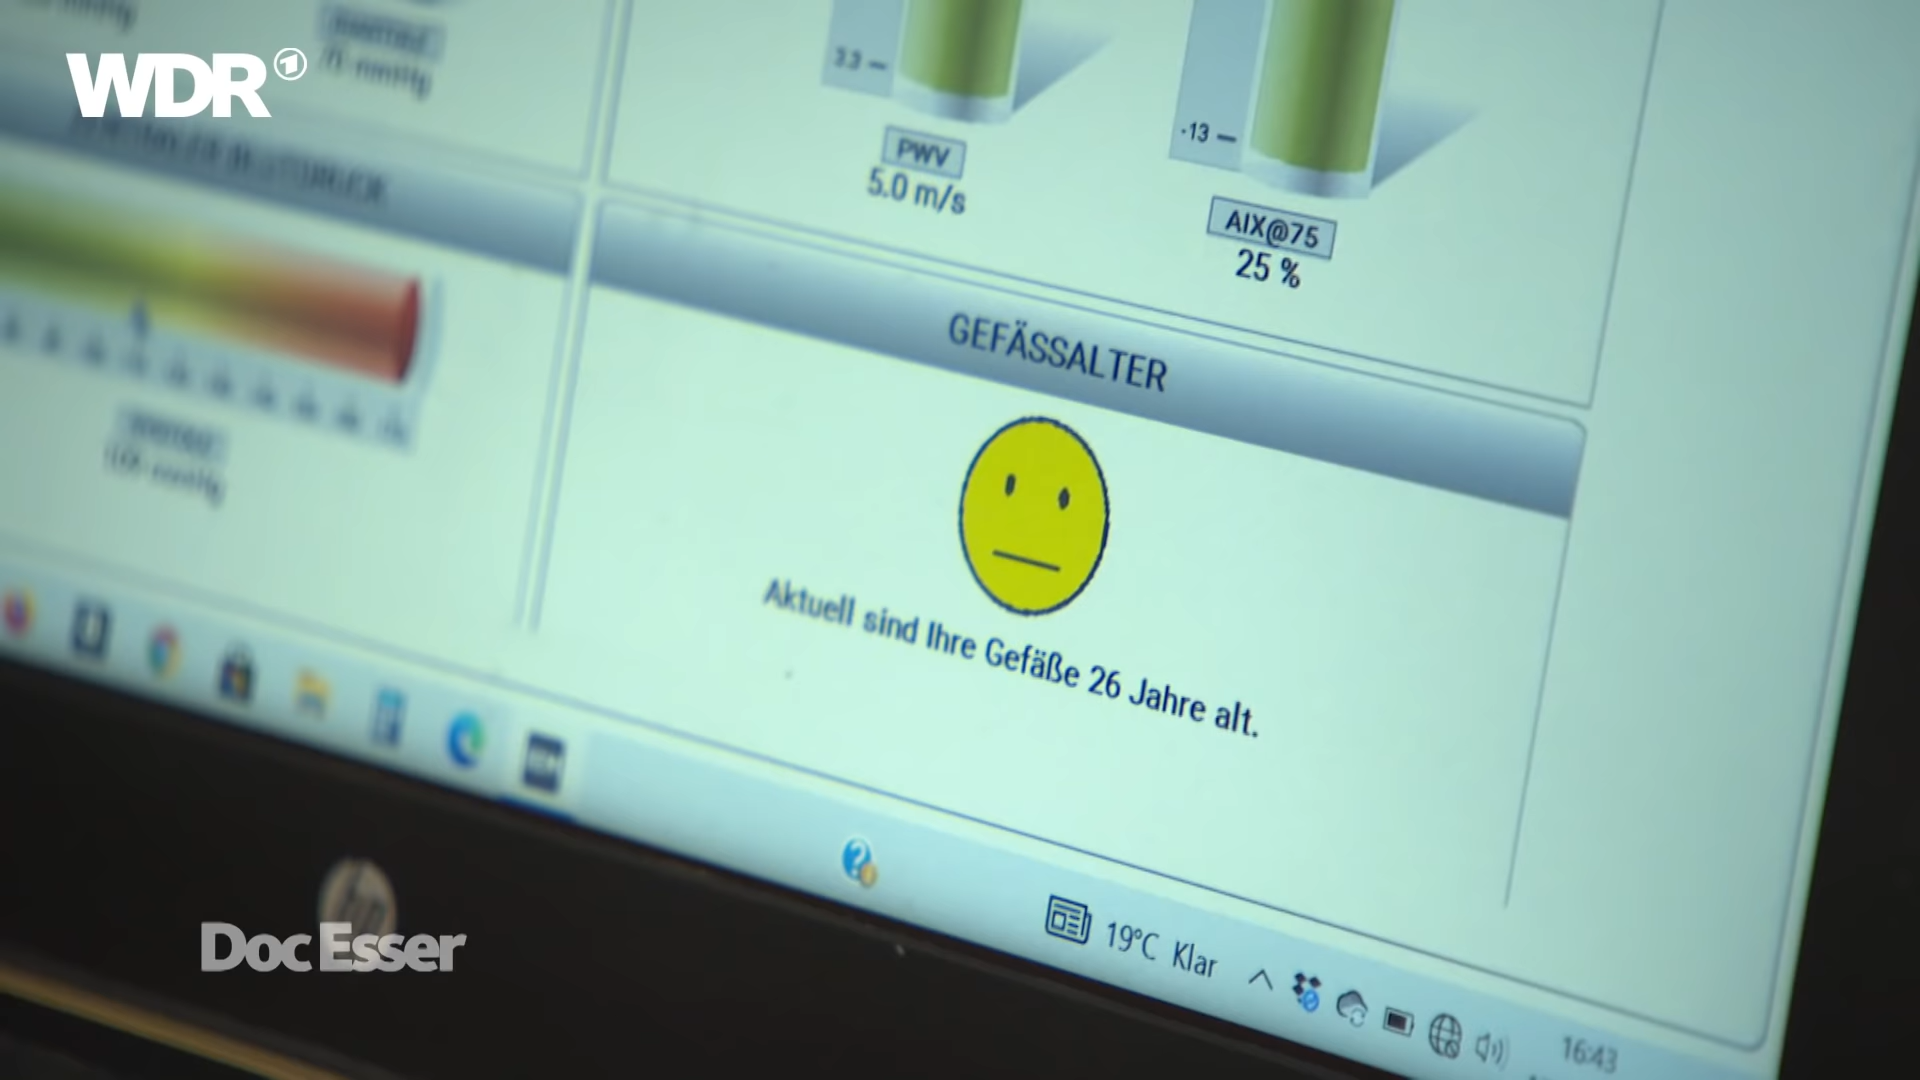 WDR
3.3
PWV
5.0 m/s
-13
AIX@75
25 %
GEFÄSSALTER
Aktuell sind Ihre Gefäße 26 Jahre alt.
hp
Doc Esser
19°C Klar
16:43